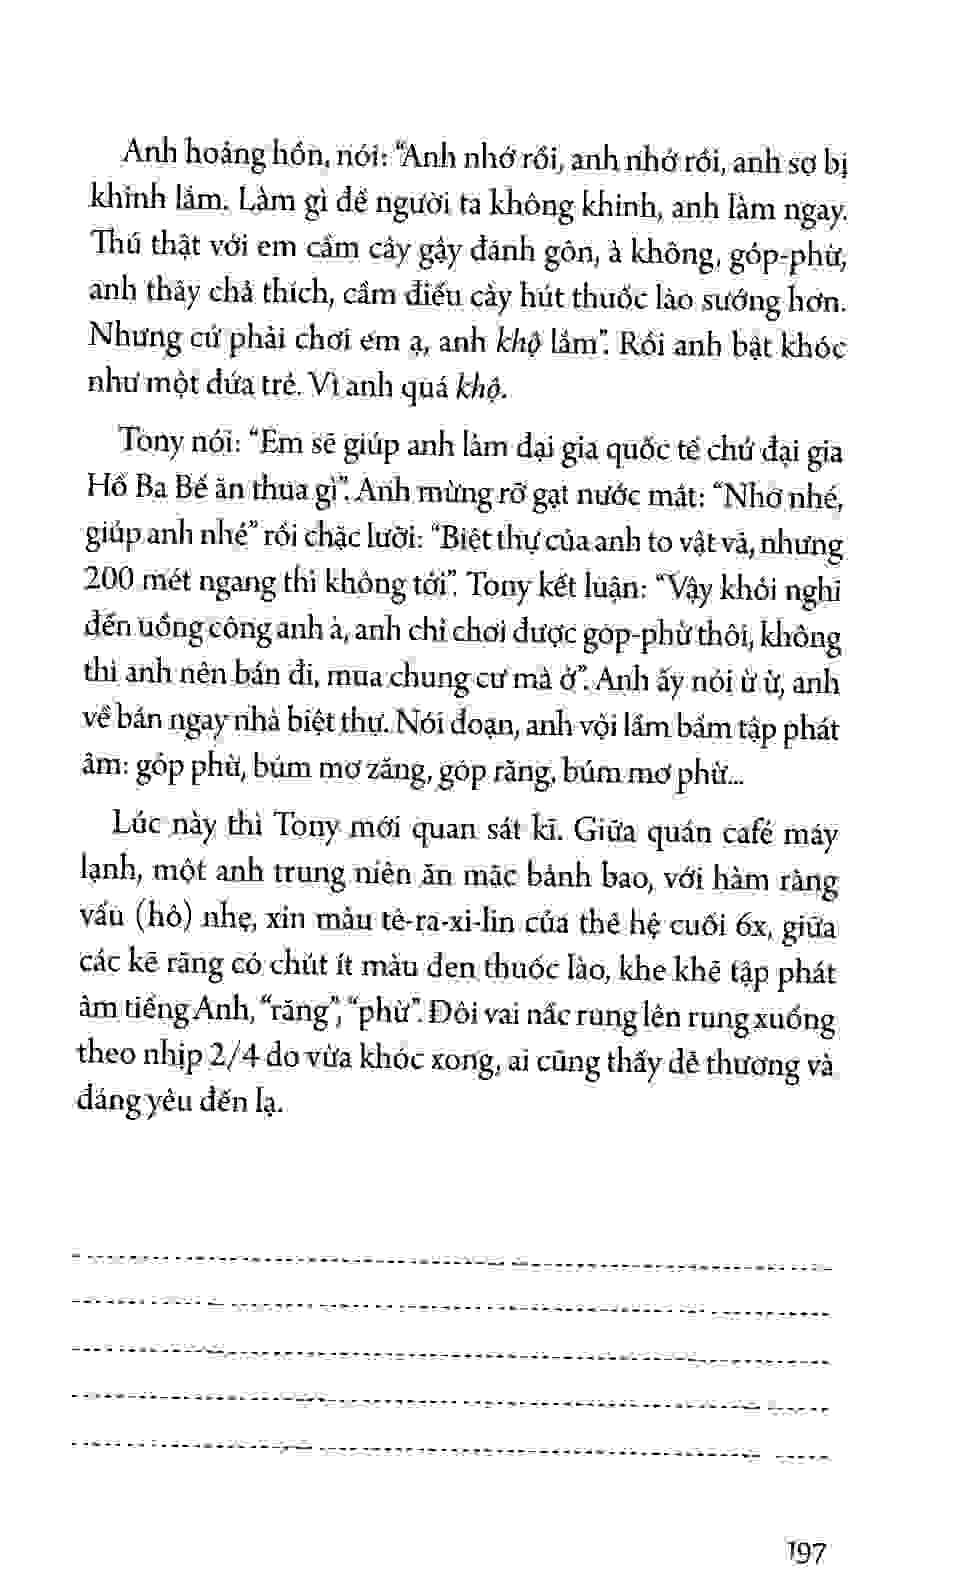 Anh hoảng hồn, nói: “Anh nhớ rồi, anh nhớ rồi, anh sợ bị
khinh lắm. Làm gì để người ta không khinh, anh làm ngay.
Thú thật với em cầm cây gậy đánh gôn, à không, góp-phừ,
anh thấy chả thích, cầm điếu cày hút thuốc lào sướng hơn.
Nhưng cứ phải chơi em ạ, anh khộ lắm”. Rồi anh bật khóc
như một đứa trẻ. Vì anh quá khộ.
Tony nói: “Em sẽ giúp anh làm đại gia quốc tế chứ đại gia
Hồ Ba Bể ăn thua gì”. Anh mừng rỡ gạt nước mắt: “Nhớ nhé,
giúp anh nhé” rồi chặc lưỡi: “Biệt thự của anh to vật vã, nhưng
200 mét ngang thì không tới”. Tony kết luận: “Vậy khỏi nghĩ
đến uồng công anh à, anh chỉ chơi được góp-phừ thôi, không
thì anh nên bán đi, mua chung cư mà ở”. Anh ấy nói ừ ừ, anh
về bán ngay nhà biệt thự. Nói đoạn, anh vội lẩm bẩm tập phát
âm: góp phừ, búm mơ zăng, góp răng, búm mơ phừ...
Lúc này thì Tony mới quan sát kĩ. Giữa quán café máy
lạnh, một anh trung niên ăn mặc bảnh bao, với hàm răng
vẩu (hô) nhẹ, xỉn màu tê-ra-xi-lin của thế hệ cuối 6x, giữa
các kẽ răng có chút ít màu đen thuốc lào, khe khẽ tập phát
âm tiếng Anh, “răng”, “phừ”. Đôi vai nấc rung lên rung xuống
theo nhịp 2/4 do vừa khóc xong, ai cũng thấy dễ thương và
đáng yêu đến lạ.
197